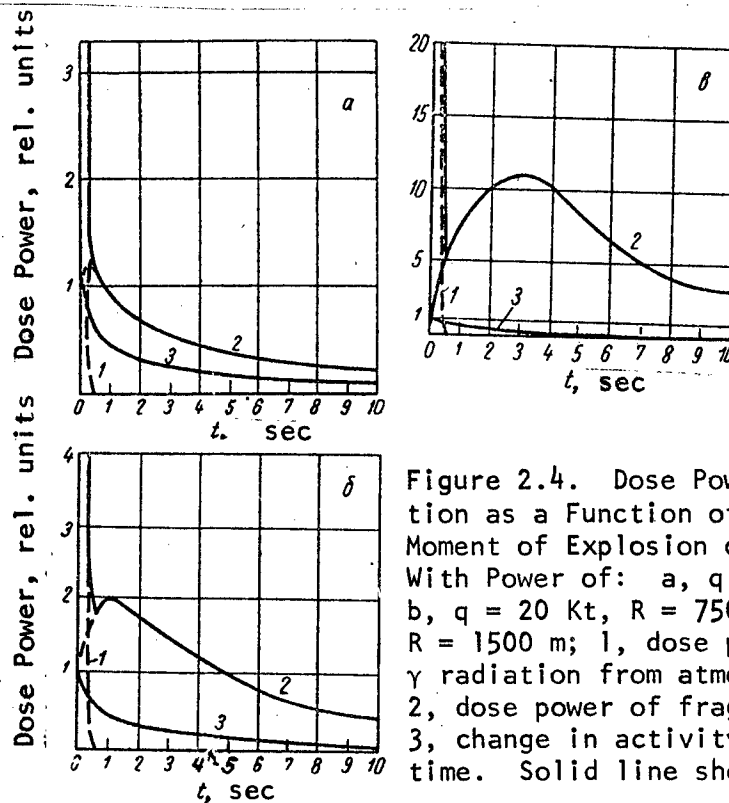 Dose Power, rel. units
3
2
1
a
2
3
1
0 1 2 3 4 5 6 7 8 9 10
t. sec
20
15
10
5
1
в
2
1
3
0 1 2 3 4 5 6 7 8 9 10
t, sec
Dose Power, rel. units
4
3
2
1
б
1
2
3
0 1 2 3 4 5 6 7 8 9 10
t, sec
Figure 2.4. Dose Pow
tion as a Function of
Moment of Explosion
With Power of: a, q
b, q = 20 Kt, R = 750
R = 1500 m; 1, dose p
γ radiation from atm
2, dose power of frag
3, change in activity
time. Solid line sho